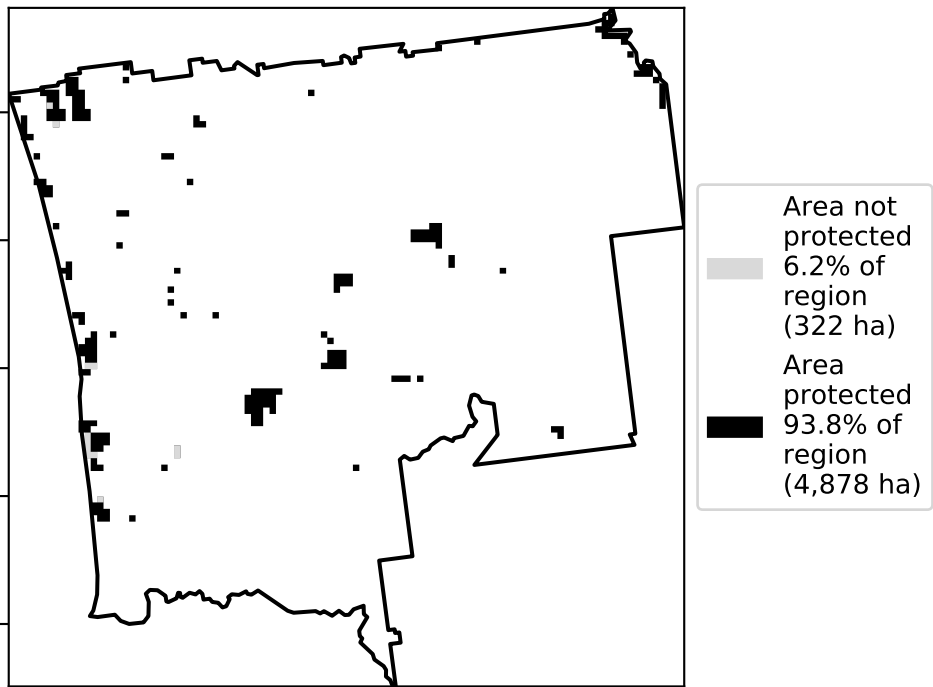 Area not
protected
6.2% of
region
(322 ha)
Area
protected
93.8% of
region
(4,878 ha)